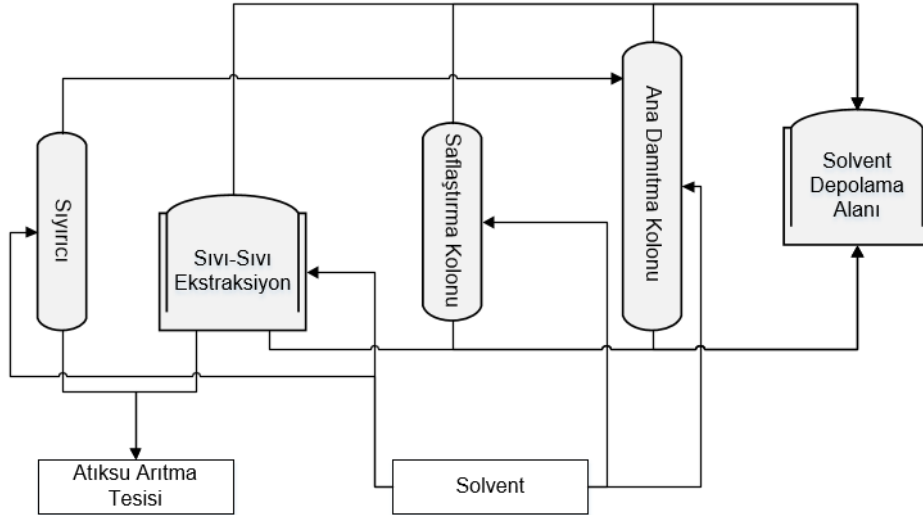 Sıyırıcı
Sıvı-Sıvı
Ekstraksiyon
Saflaştırma Kolonu
Ana Damıtma Kolonu
Solvent
Depolama
Alanı
Atıksu Arıtma
Tesisi
Solvent